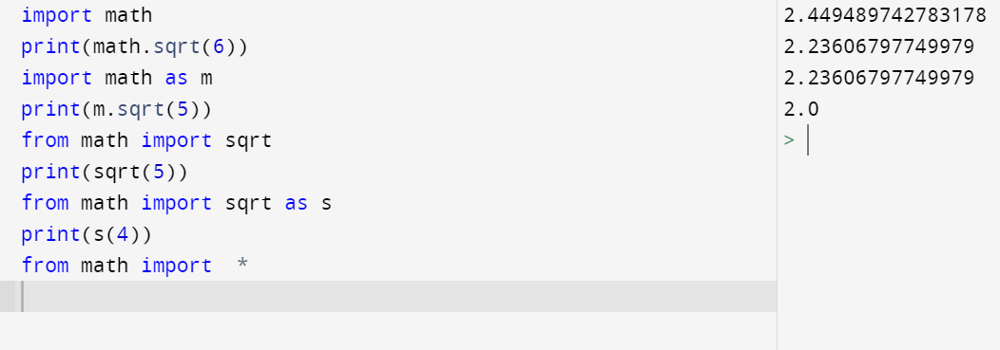 import math
print(math.sqrt(6))
import math as m
print(m.sqrt(5))
from math import sqrt
print(sqrt(5))
from math import sqrt as s
print(s(4))
from math import  *
2.449489742783178
2.23606797749979
2.23606797749979
2.0
>